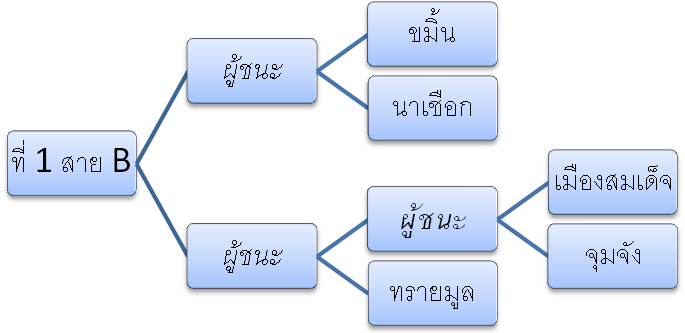 ขมิ้น
ผู้ชนะ
นาเชือก
ที่ 1 สาย B
เมืองสมเด็จ
ผู้ชนะ
ผู้ชนะ
จุมจัง
ทรายมูล